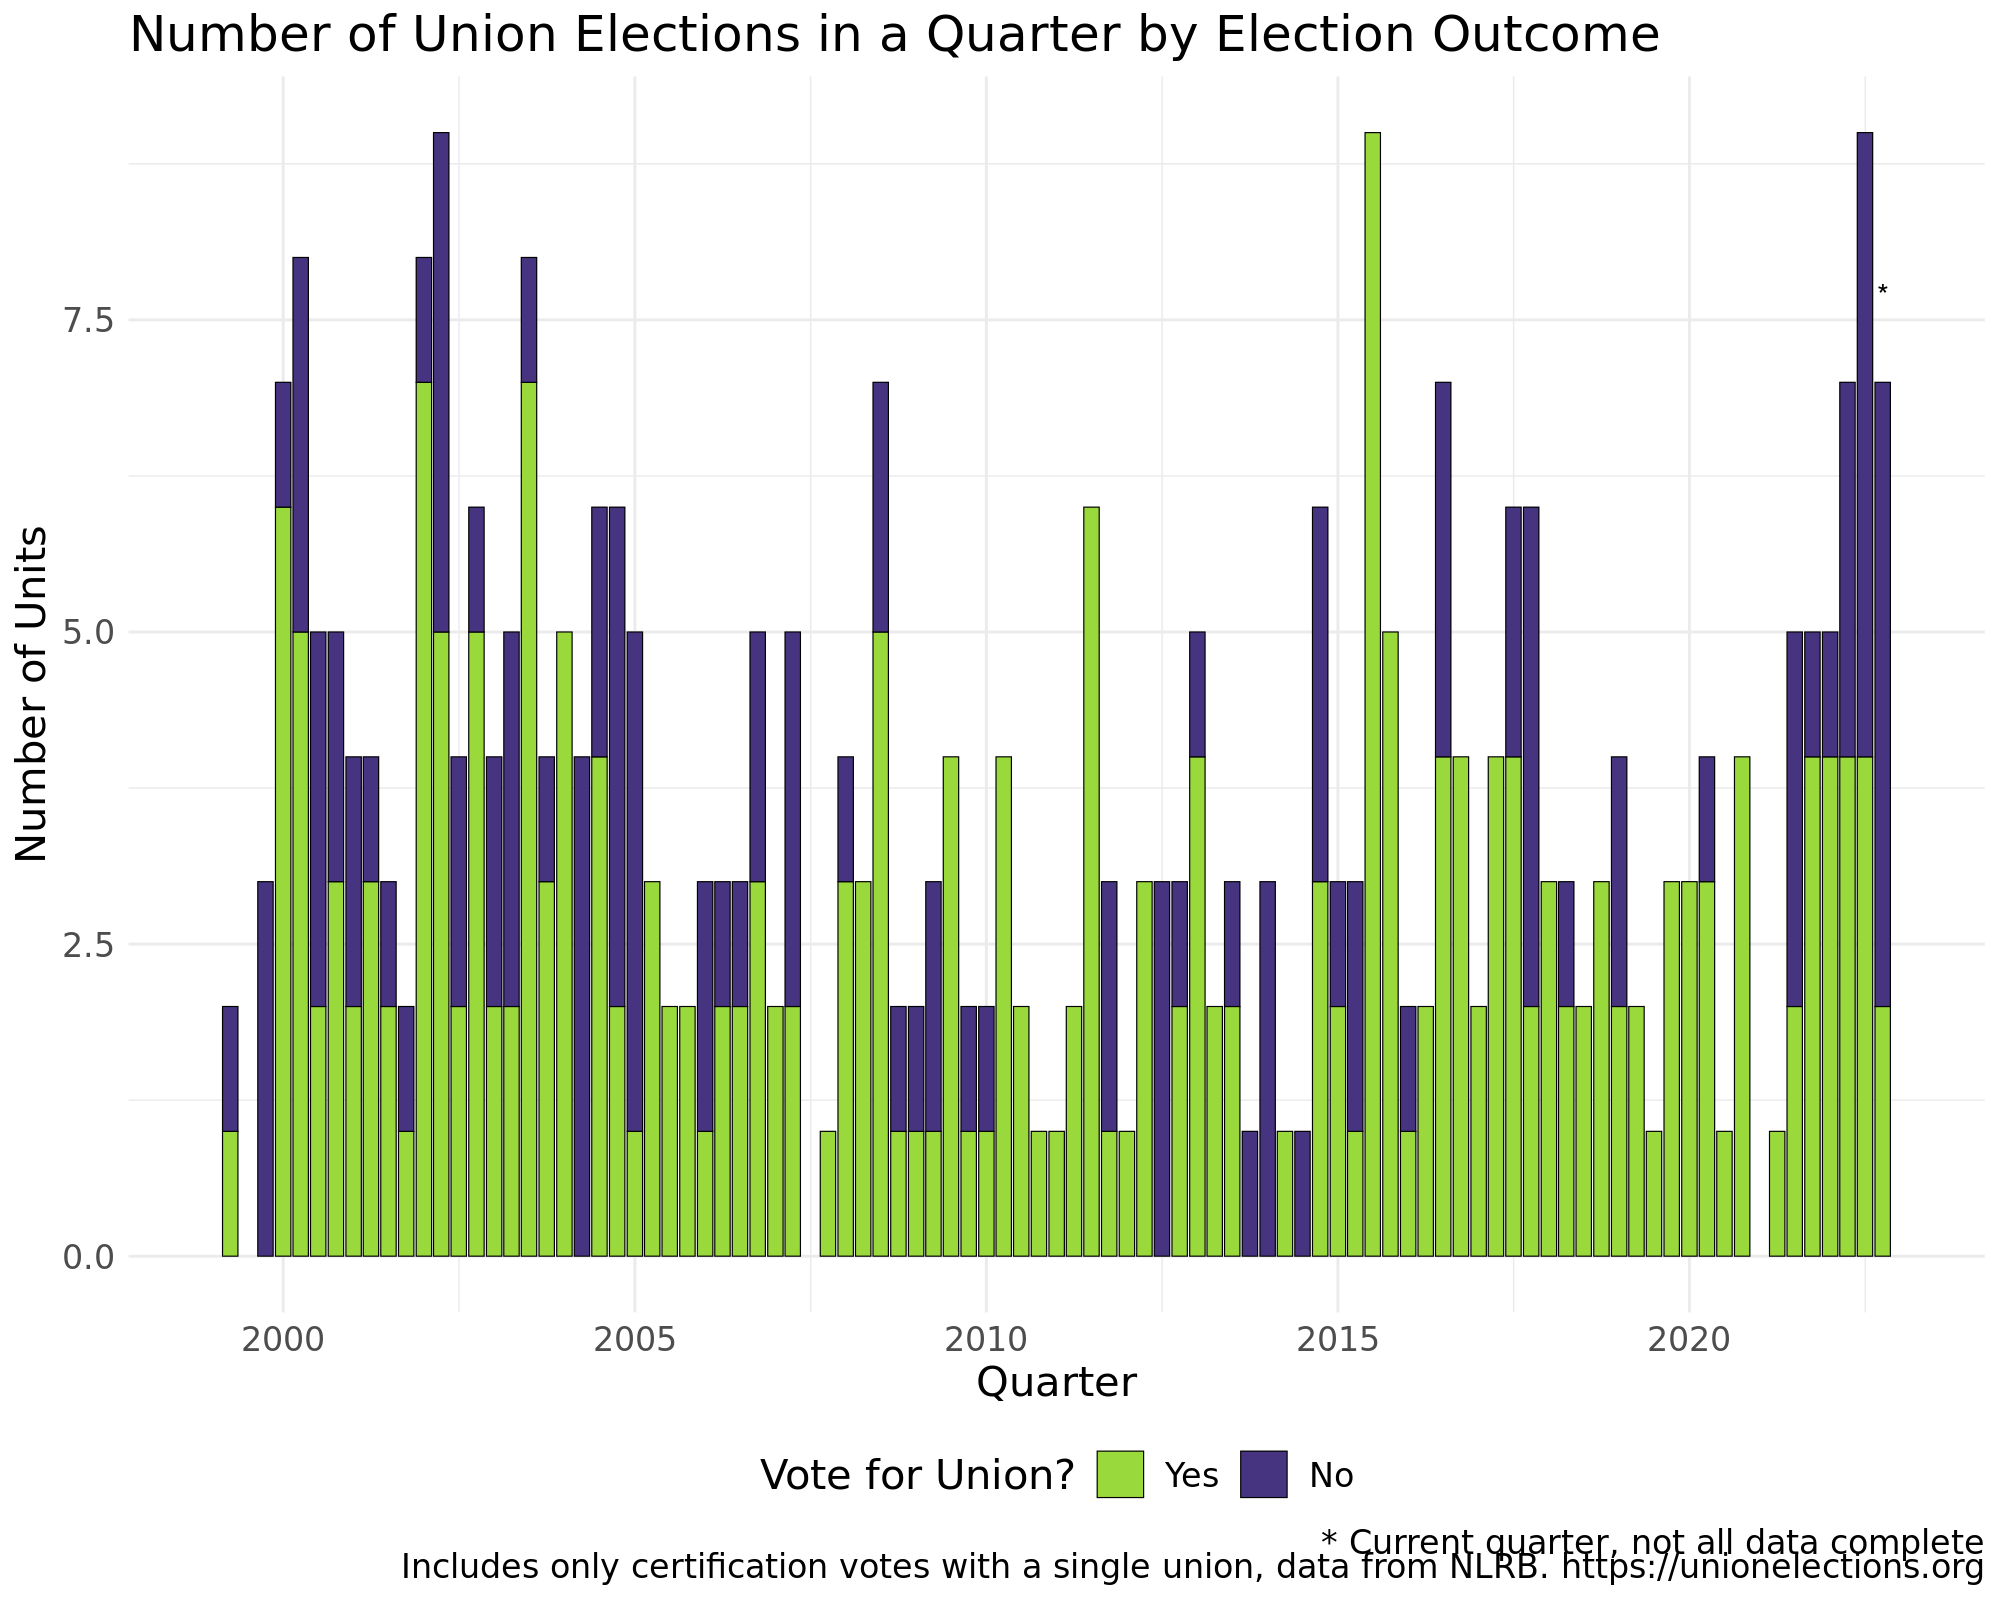 Number of Union Elections in a Quarter by Election Outcome
Number of Units
7.5
5.0
2.5
0.0
*
2000 2005 2010 2015 2020
Quarter
Vote for Union? Yes No
* Current quarter, not all data complete
Includes only certification votes with a single union, data from NLRB. https://unionelections.org